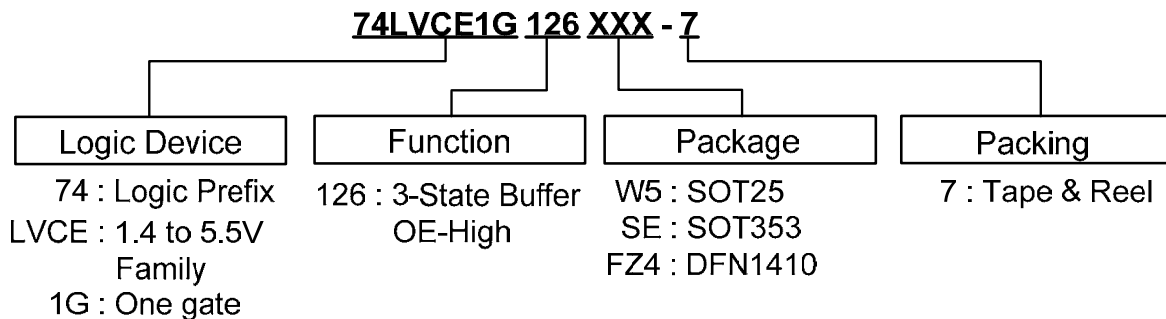 74LVCE1G 126 XXX - 7
Logic Device
74 : Logic Prefix
LVCE : 1.4 to 5.5V
Family
1G : One gate
Function
126 : 3-State Buffer
OE-High
Package
W5 : SOT25
SE : SOT353
FZ4 : DFN1410
Packing
7 : Tape & Reel